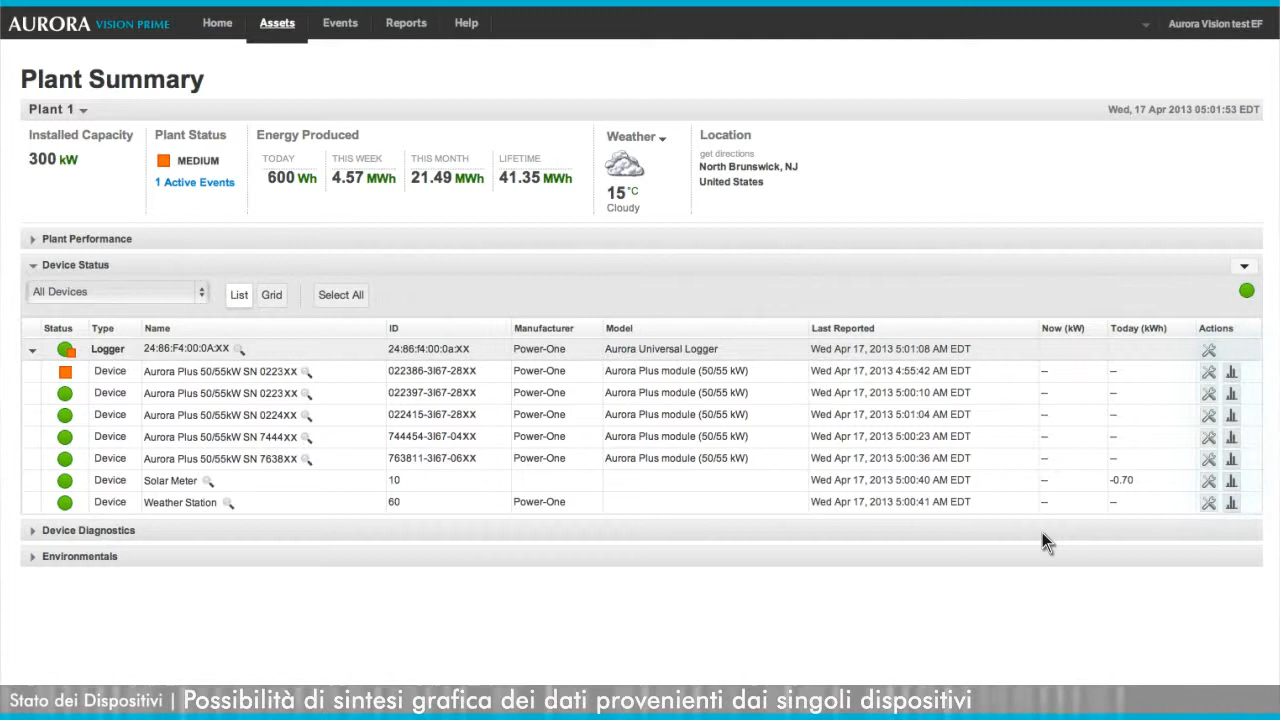 AURORA VISION PRIME Home Assets Events Reports Help Aurora Vision test EF
Plant Summary
Plant 1 Wed, 17 Apr 2013 05:01:53 EDT
Installed Capacity Plant Status Energy Produced Weather Location
300 kW MEDIUM TODAY THIS WEEK THIS MONTH LIFETIME get directions
1 Active Events 600 Wh 4.57 MWh 21.49 MWh 41.35 MWh North Brunswick, NJ
15 °C United States
Cloudy
Plant Performance
Device Status
All Devices List Grid Select All
Status Type Name ID Manufacturer Model Last Reported Now (kW) Today (kWh) Actions
Logger 24:86:F4:00:0A:XX 24:86:f4:00:0a:XX Power-One Aurora Universal Logger Wed Apr 17, 2013 5:01:08 AM EDT
Device Aurora Plus 50/55kW SN 0223XX 022386-3I67-28XX Power-One Aurora Plus module (50/55 kW) Wed Apr 17, 2013 4:55:42 AM EDT -- --
Device Aurora Plus 50/55kW SN 0223XX 022397-3I67-28XX Power-One Aurora Plus module (50/55 kW) Wed Apr 17, 2013 5:00:10 AM EDT -- --
Device Aurora Plus 50/55kW SN 0224XX 022415-3I67-28XX Power-One Aurora Plus module (50/55 kW) Wed Apr 17, 2013 5:01:04 AM EDT -- --
Device Aurora Plus 50/55kW SN 7444XX 744454-3I67-04XX Power-One Aurora Plus module (50/55 kW) Wed Apr 17, 2013 5:00:23 AM EDT -- --
Device Aurora Plus 50/55kW SN 7638XX 763811-3I67-06XX Power-One Aurora Plus module (50/55 kW) Wed Apr 17, 2013 5:00:36 AM EDT -- --
Device Solar Meter 10 Wed Apr 17, 2013 5:00:40 AM EDT -- -0.70
Device Weather Station 60 Power-One Wed Apr 17, 2013 5:00:41 AM EDT -- --
Device Diagnostics
Environmentals
Stato dei Dispositivi | Possibilità di sintesi grafica dei dati provenienti dai singoli dispositivi